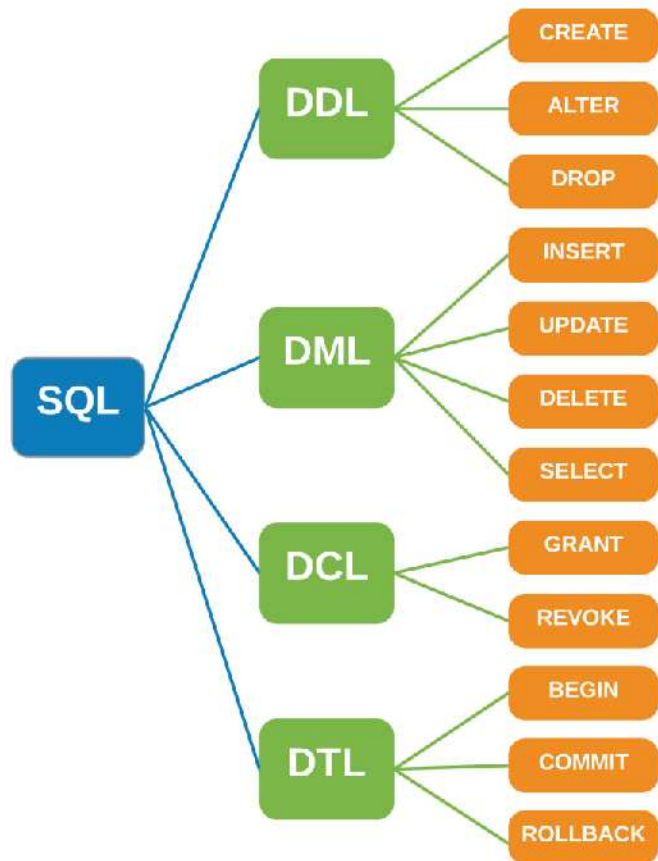 SQL
DDL
CREATE
ALTER
DROP
DML
INSERT
UPDATE
DELETE
SELECT
DCL
GRANT
REVOKE
DTL
BEGIN
COMMIT
ROLLBACK